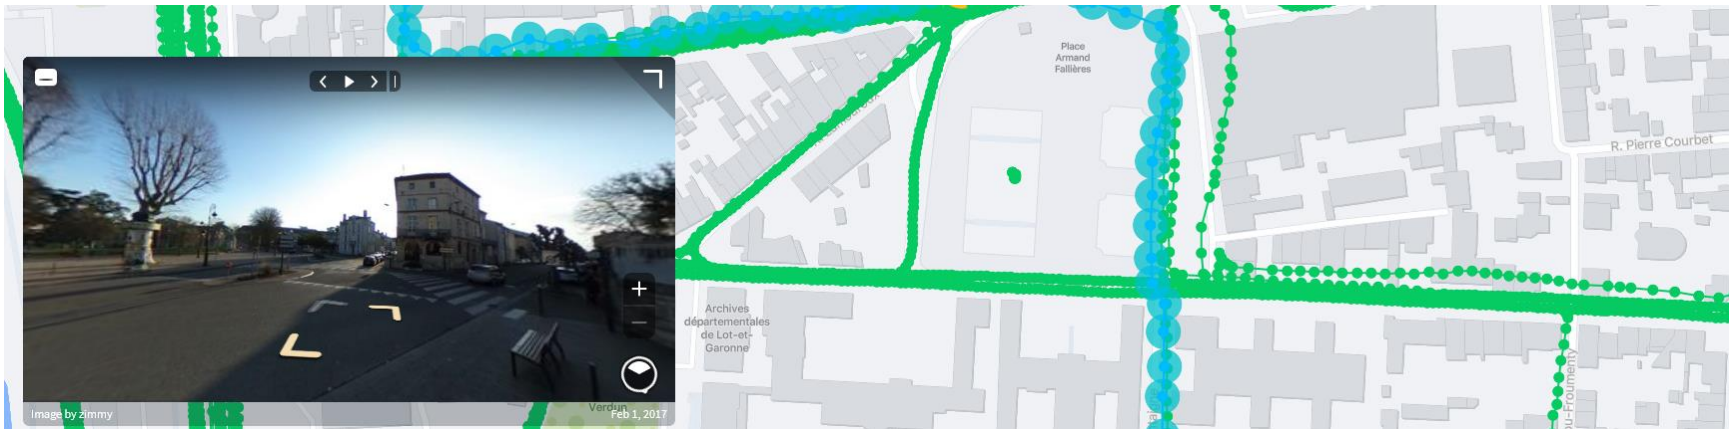 Place
Armand
Fallières
R. Pierre Courbet
Archives
départementales
de Lot-et-
Garonne
Verdun
Image by zimmy
Feb 1, 2017